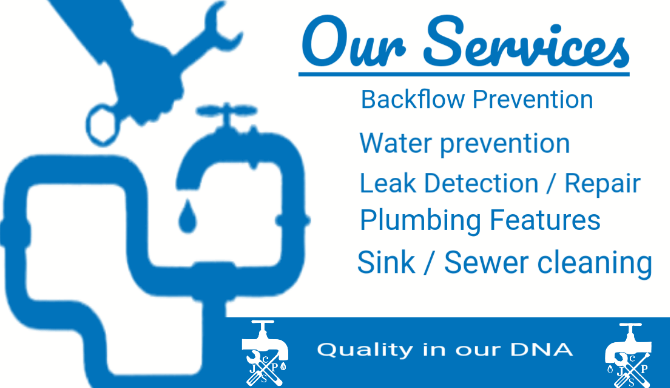 Our Services
Backflow Prevention
Water prevention
Leak Detection / Repair
Plumbing Features
Sink / Sewer cleaning
Quality in our DNA
J C P S
J C P S